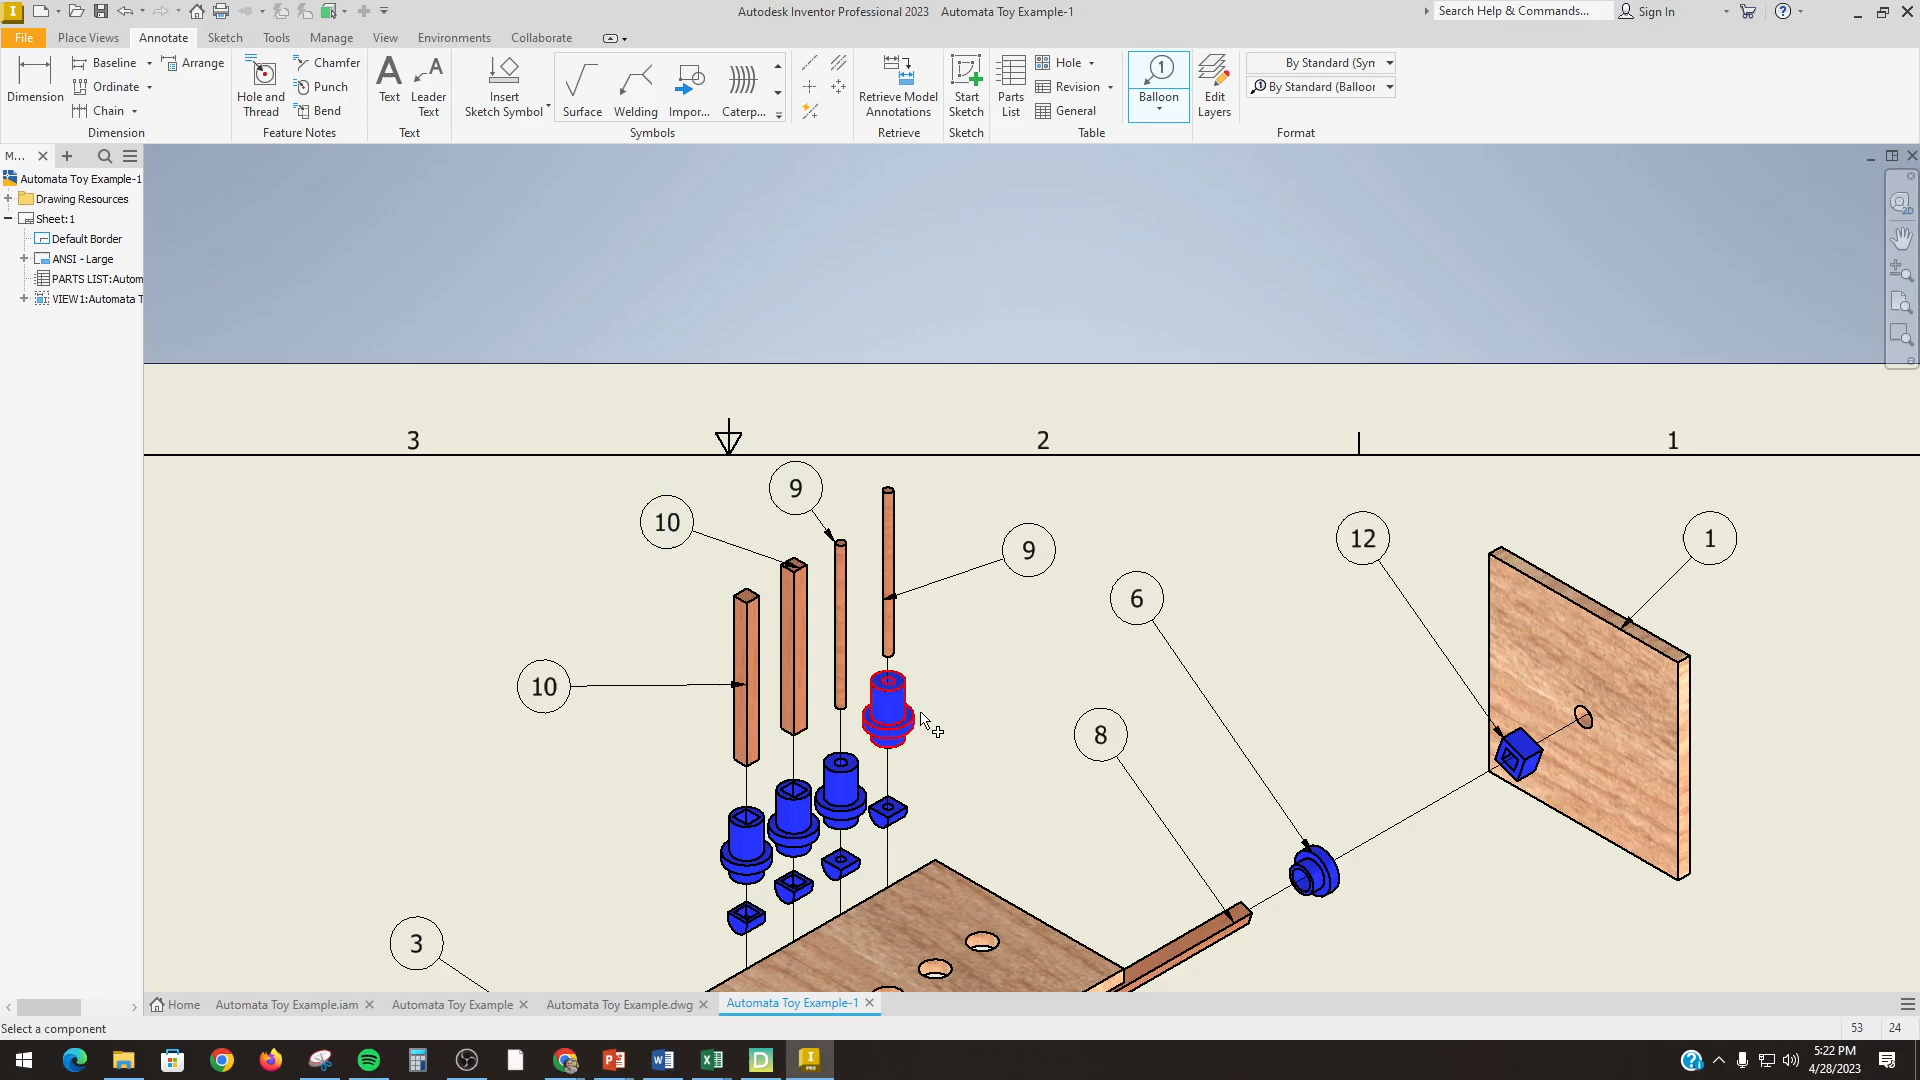 Autodesk Inventor Professional 2023 Automata Toy Example-1
Search Help & Commands...
Sign In
File
Place Views
Annotate
Sketch
Tools
Manage
View
Environments
Collaborate
Dimension
Baseline
Ordinate
Chain
Arrange
Dimension
Hole and Thread
Chamfer
Punch
Bend
Feature Notes
Text
Leader Text
Text
Insert Sketch Symbol
Surface
Welding
Impor...
Caterp...
Symbols
Retrieve Model Annotations
Retrieve
Start Sketch
Sketch
Parts List
Hole
Revision
General
Table
1
Balloon
Edit Layers
By Standard (Syn
By Standard (Balloor
Format
M...
Automata Toy Example-1
Drawing Resources
Sheet:1
Default Border
ANSI - Large
PARTS LIST:Autom
VIEW1:Automata T
2D
3
2
1
9
10
9
12
1
6
10
8
3
Home
Automata Toy Example.iam
Automata Toy Example
Automata Toy Example.dwg
Automata Toy Example-1
Select a component
53
24
5:22 PM
4/28/2023